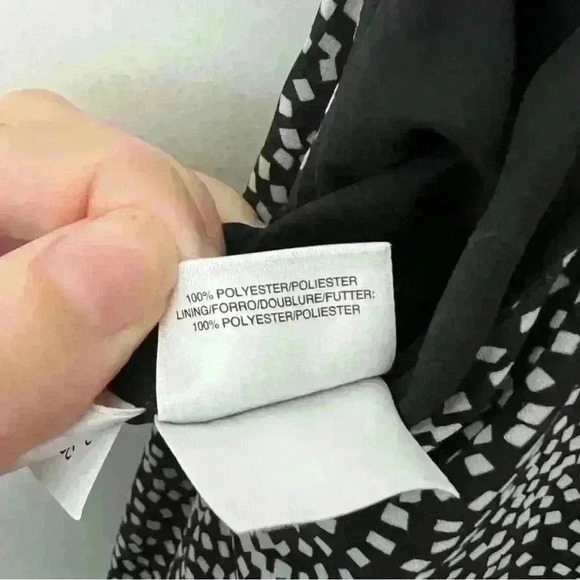 100% POLYESTER/POLIESTER
LINING/FORRO/DOUBLURE/FUTTER:
100% POLYESTER/POLIESTER